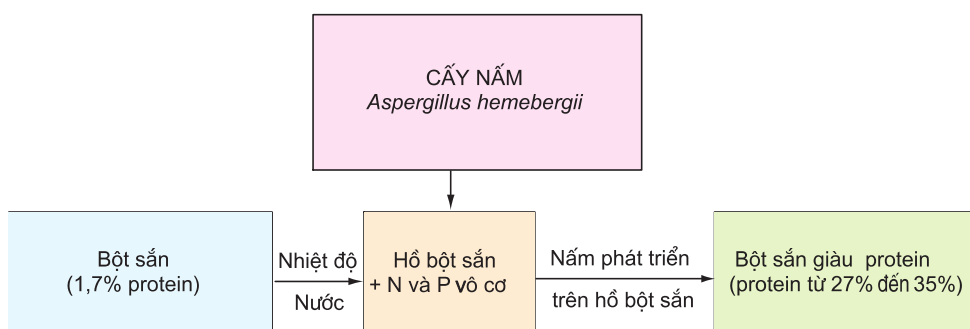 CẤY NẤM
Aspergillus hemebergii
Bột sắn
(1,7% protein)
Nhiệt độ
Nước
Hồ bột sắn
+ N và P vô cơ
Nấm phát triển
trên hồ bột sắn
Bột sắn giàu protein
(protein từ 27% đến 35%)